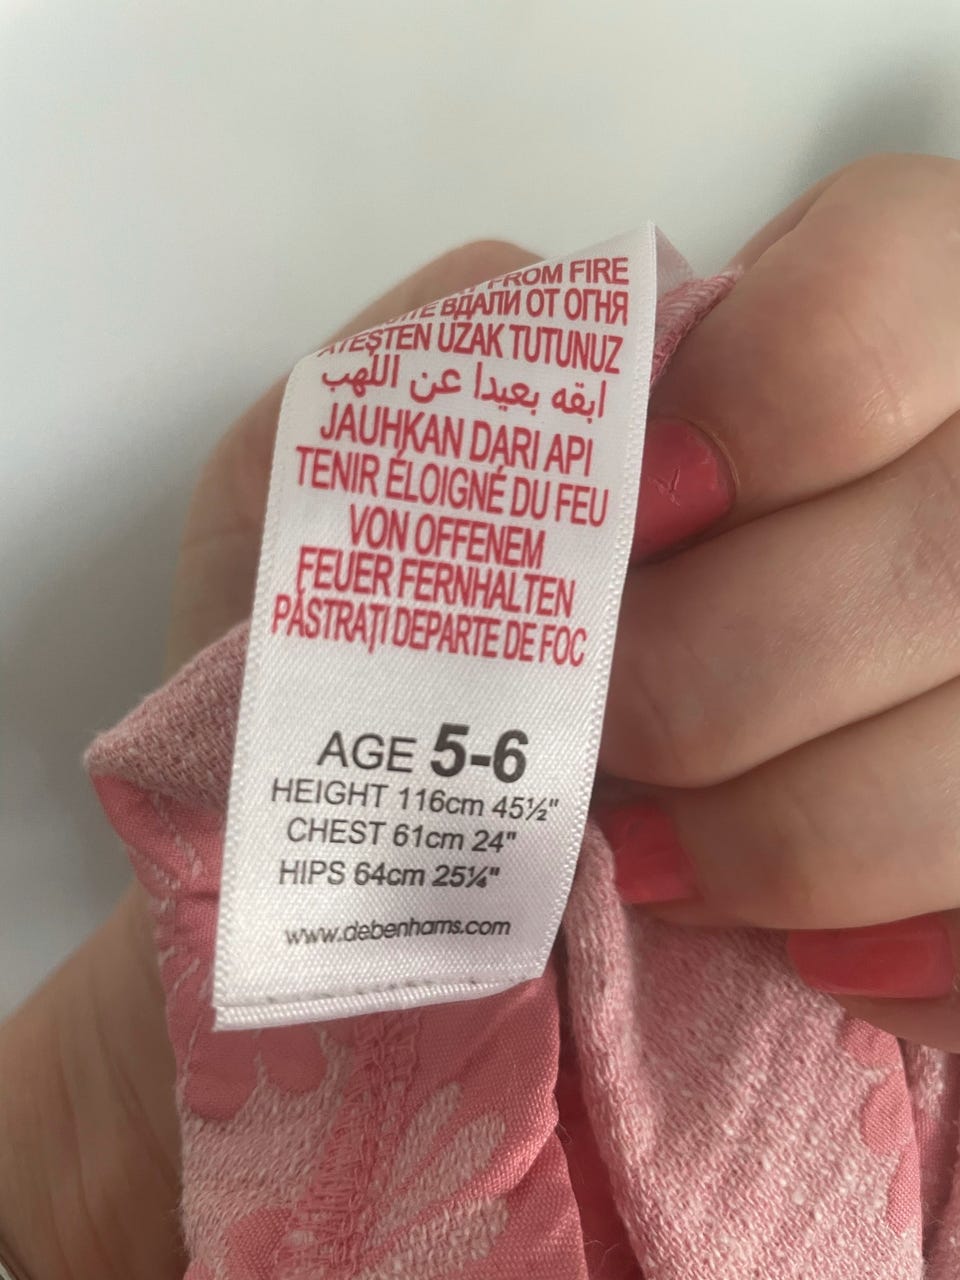 FROM FIRE
ВДАЛИ ОТ ОГНЯ
ATEŞTEN UZAK TUTUNUZ
ابقه بعيدا عن اللهب
JAUHKAN DARI API
TENIR ÉLOIGNÉ DU FEU
VON OFFENEM
FEUER FERNHALTEN
PĂSTRAȚI DEPARTE DE FOC
AGE 5-6
HEIGHT 116cm 45½"
CHEST 61cm 24"
HIPS 64cm 25¼"
www.debenhams.com